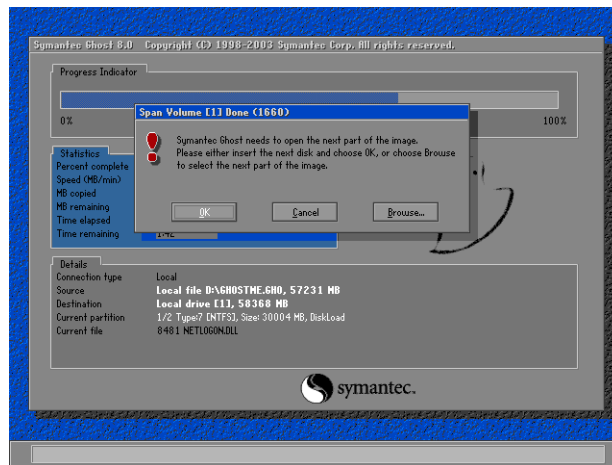 Symantec Ghost 8.0 Copyright (C) 1998-2003 Symantec Corp. All rights reserved.
Progress Indicator
0%
100%
Span Volume [1] Done (1660)
Symantec Ghost needs to open the next part of the image.
Please either insert the next disk and choose OK, or choose Browse
to select the next part of the image.
OK
Cancel
Browse...
Statistics
Percent complete
Speed (MB/min)
MB copied
MB remaining
Time elapsed
Time remaining 1:42
Details
Connection type Local
Source Local file D:\GHOSTME.GHO, 57231 MB
Destination Local drive [1], 58368 MB
Current partition 1/2 Type:7 [NTFS], Size: 30004 MB, DiskLoad
Current file 8481 NETLOGON.DLL
symantec.